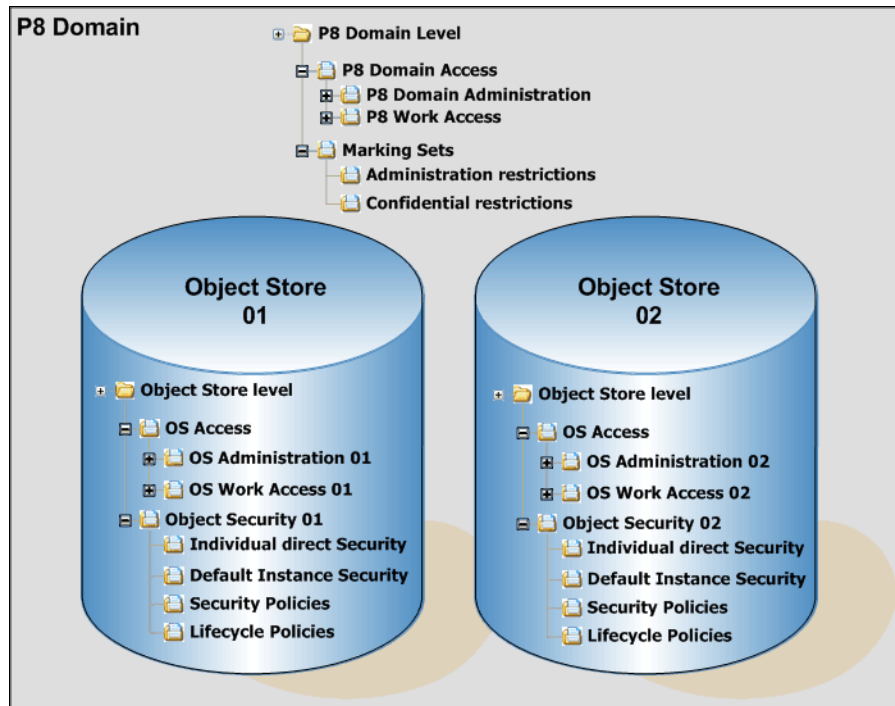 P8 Domain
P8 Domain Level
P8 Domain Access
P8 Domain Administration
P8 Work Access
Marking Sets
Administration restrictions
Confidential restrictions
Object Store
01
Object Store level
OS Access
OS Administration 01
OS Work Access 01
Object Security 01
Individual direct Security
Default Instance Security
Security Policies
Lifecycle Policies
Object Store
02
Object Store level
OS Access
OS Administration 02
OS Work Access 02
Object Security 02
Individual direct Security
Default Instance Security
Security Policies
Lifecycle Policies